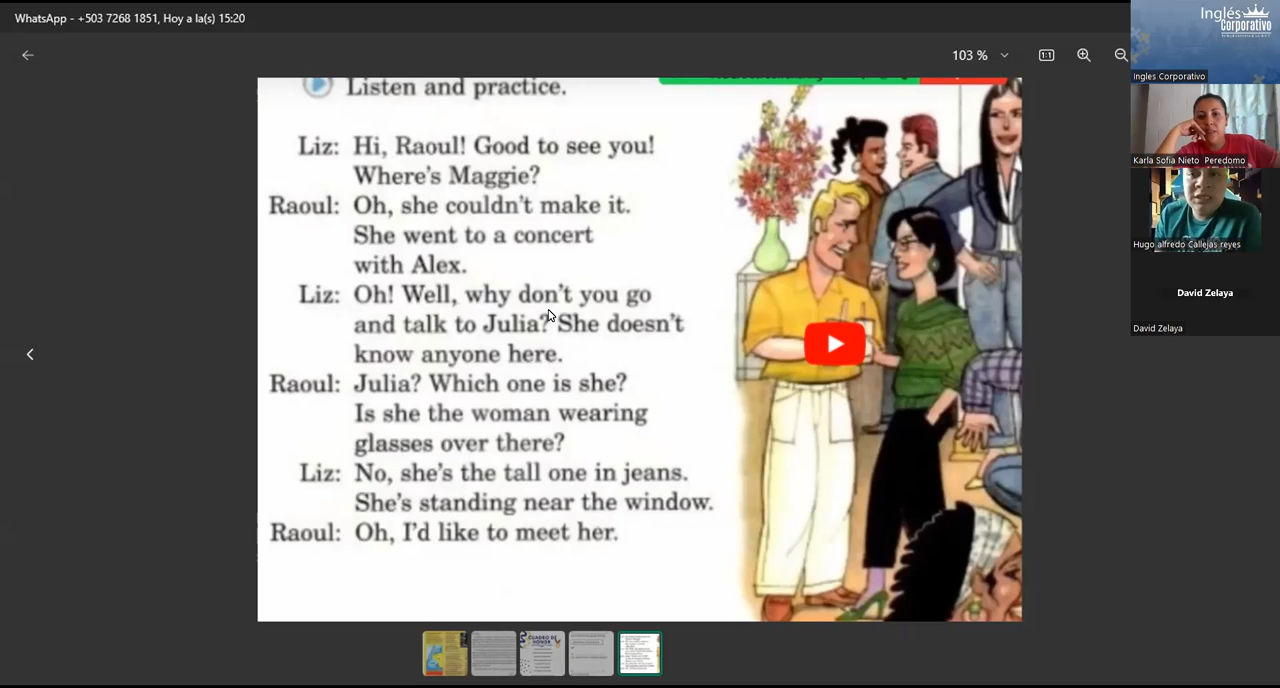 WhatsApp - +503 7268 1851, Hoy a la(s) 15:20
103 %
1:1
Listen and practice.
Liz: Hi, Raoul! Good to see you!
Where's Maggie?
Raoul: Oh, she couldn't make it.
She went to a concert
with Alex.
Liz: Oh! Well, why don't you go
and talk to Julia? She doesn't
know anyone here.
Raoul: Julia? Which one is she?
Is she the woman wearing
glasses over there?
Liz: No, she's the tall one in jeans.
She's standing near the window.
Raoul: Oh, I'd like to meet her.
CUADRO DE
HONOR
Inglés
Corporativo
Ingles Corporativo
Karla Sofia Nieto Peredomo
Hugo alfredo Callejas reyes
David Zelaya
David Zelaya